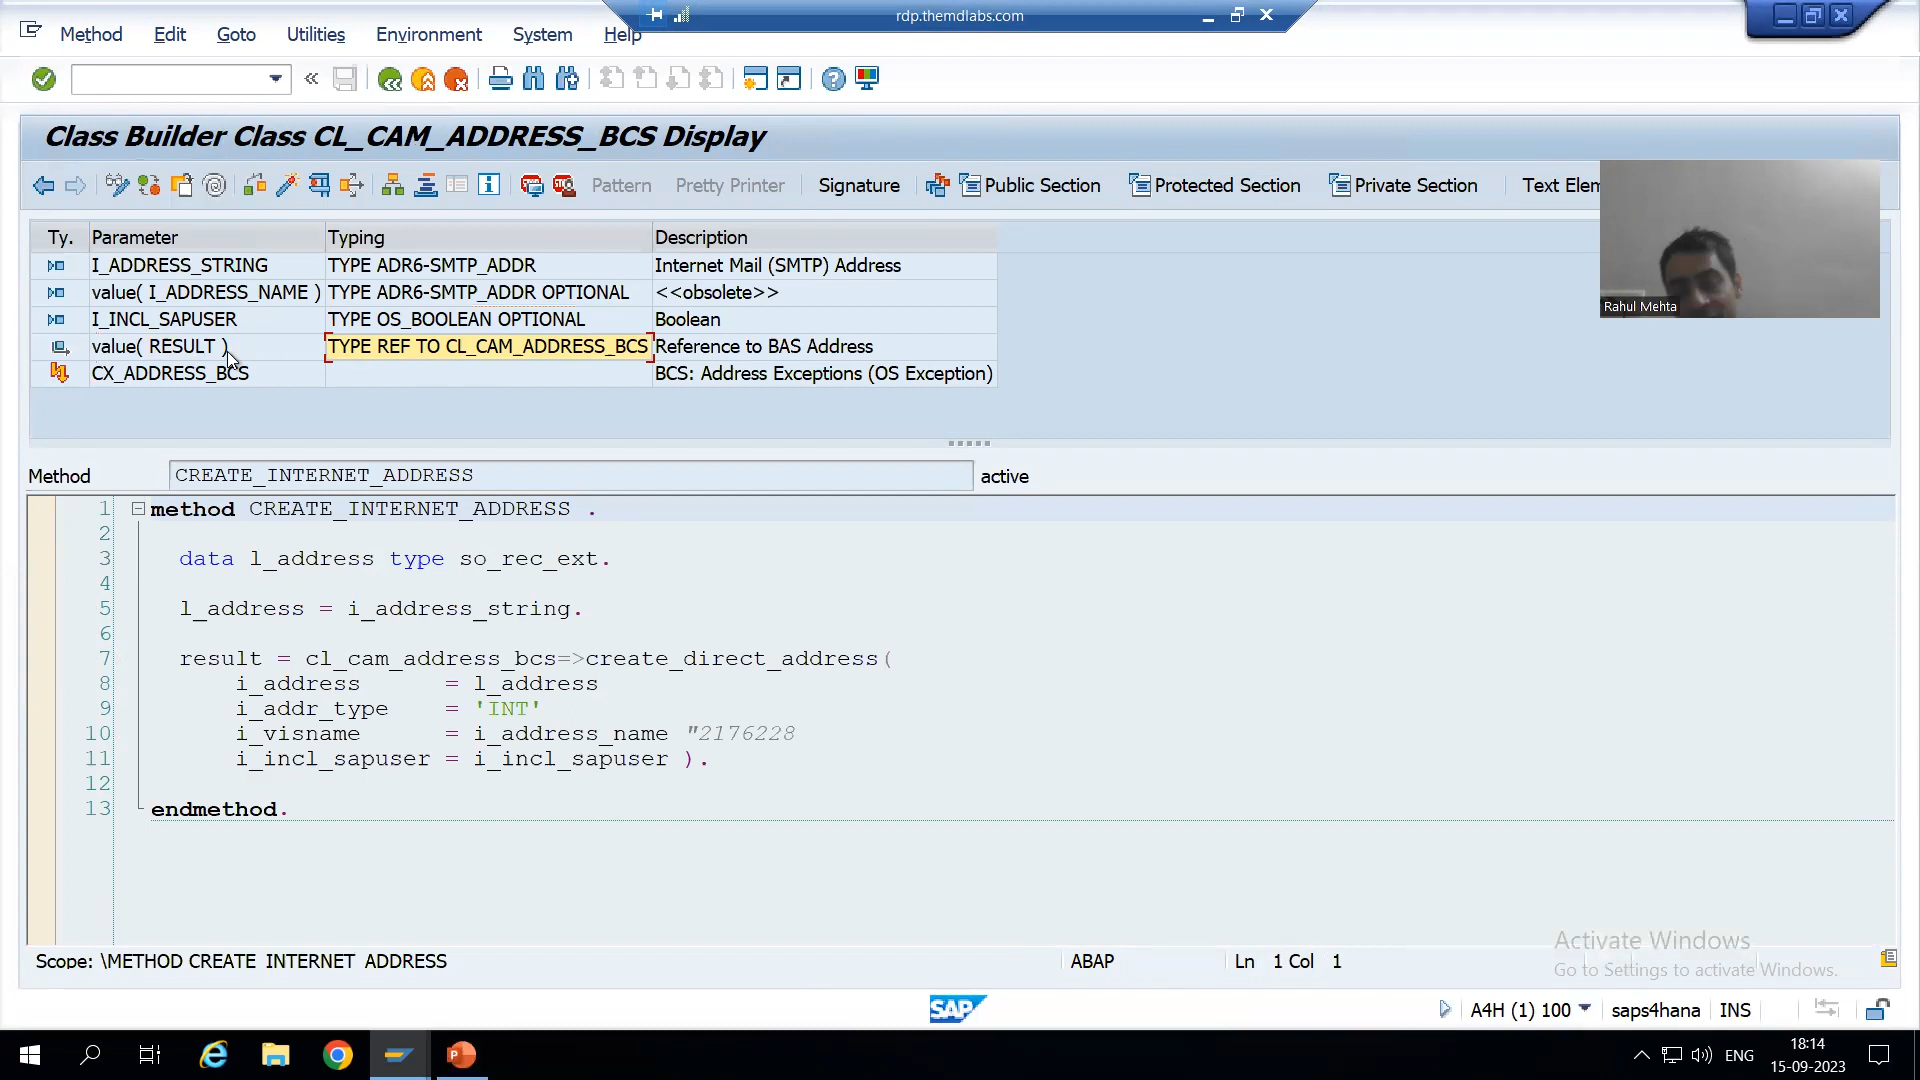 rdp.themdlabs.com
Method Edit Goto Utilities Environment System Help
Class Builder Class CL_CAM_ADDRESS_BCS Display
Pattern Pretty Printer Signature Public Section Protected Section Private Section Text Elem
Rahul Mehta
Ty. Parameter Typing Description
I_ADDRESS_STRING TYPE ADR6-SMTP_ADDR Internet Mail (SMTP) Address
value( I_ADDRESS_NAME ) TYPE ADR6-SMTP_ADDR OPTIONAL <<obsolete>>
I_INCL_SAPUSER TYPE OS_BOOLEAN OPTIONAL Boolean
value( RESULT ) TYPE REF TO CL_CAM_ADDRESS_BCS Reference to BAS Address
CX_ADDRESS_BCS BCS: Address Exceptions (OS Exception)
Method CREATE_INTERNET_ADDRESS active
1 method CREATE_INTERNET_ADDRESS .
2
3 data l_address type so_rec_ext.
4
5 l_address = i_address_string.
6
7 result = cl_cam_address_bcs=>create_direct_address(
8 i_address = l_address
9 i_addr_type = 'INT'
10 i_visname = i_address_name "2176228
11 i_incl_sapuser = i_incl_sapuser ).
12
13 endmethod.
Activate Windows
Go to Settings to activate Windows.
Scope: \METHOD CREATE_INTERNET_ADDRESS ABAP Ln 1 Col 1
SAP A4H (1) 100 saps4hana INS
ENG 18:14
15-09-2023